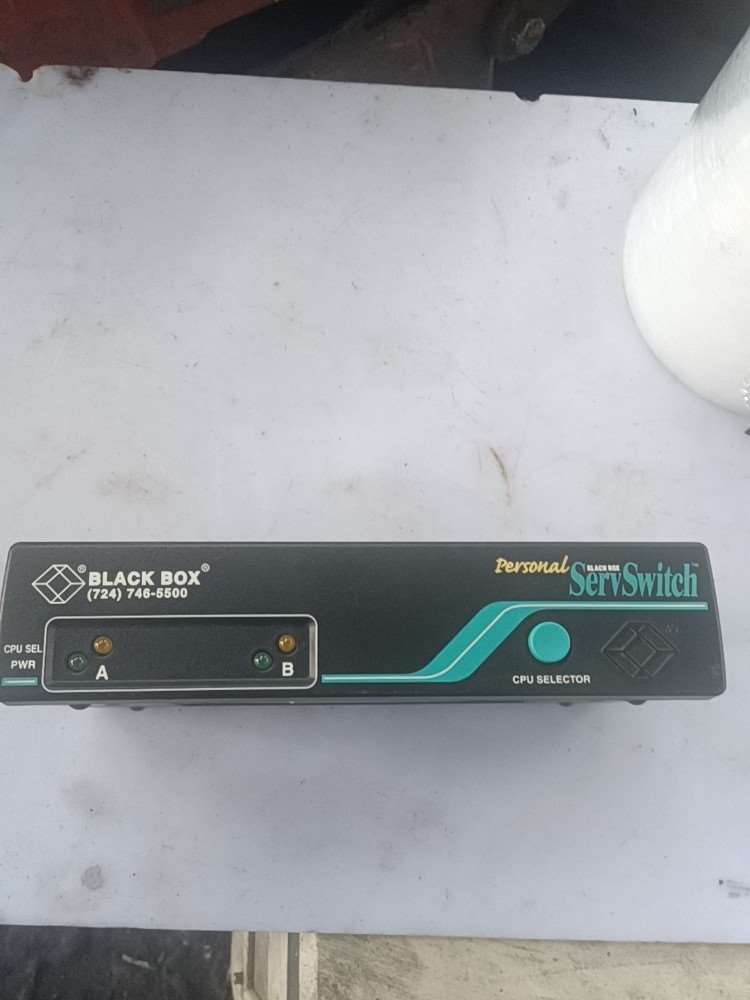 ® BLACK BOX®
(724) 746-5500
Personal
BLACK BOX
ServSwitch™
CPU SEL
PWR
A
B
CPU SELECTOR